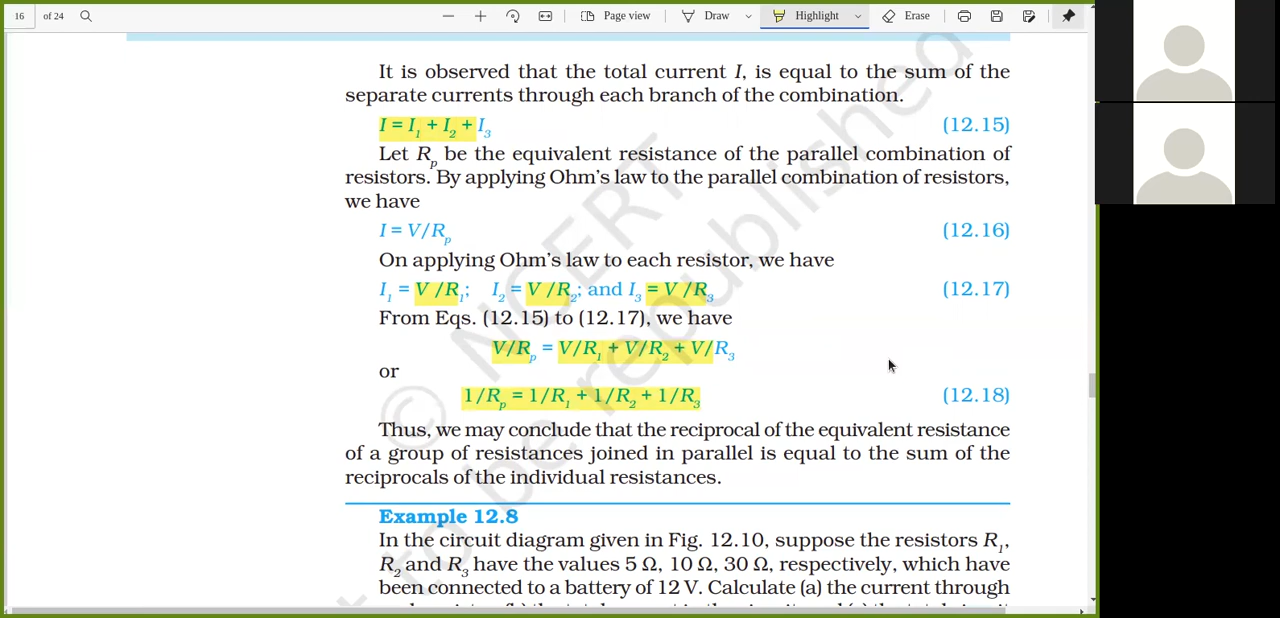 16 of 24 Page view Draw Highlight Erase
It is observed that the total current I, is equal to the sum of the
separate currents through each branch of the combination.
I = I₁ + I₂ + I₃ (12.15)
Let Rₚ be the equivalent resistance of the parallel combination of
resistors. By applying Ohm's law to the parallel combination of resistors,
we have
I = V/Rₚ (12.16)
On applying Ohm's law to each resistor, we have
I₁ = V /R₁; I₂ = V /R₂; and I₃ = V /R₃ (12.17)
From Eqs. (12.15) to (12.17), we have
V/Rₚ = V/R₁ + V/R₂ + V/R₃
or
1/Rₚ = 1/R₁ + 1/R₂ + 1/R₃ (12.18)
Thus, we may conclude that the reciprocal of the equivalent resistance
of a group of resistances joined in parallel is equal to the sum of the
reciprocals of the individual resistances.
Example 12.8
In the circuit diagram given in Fig. 12.10, suppose the resistors R₁,
R₂ and R₃ have the values 5 Ω, 10 Ω, 30 Ω, respectively, which have
been connected to a battery of 12 V. Calculate (a) the current through
© NCERT
not to be republished